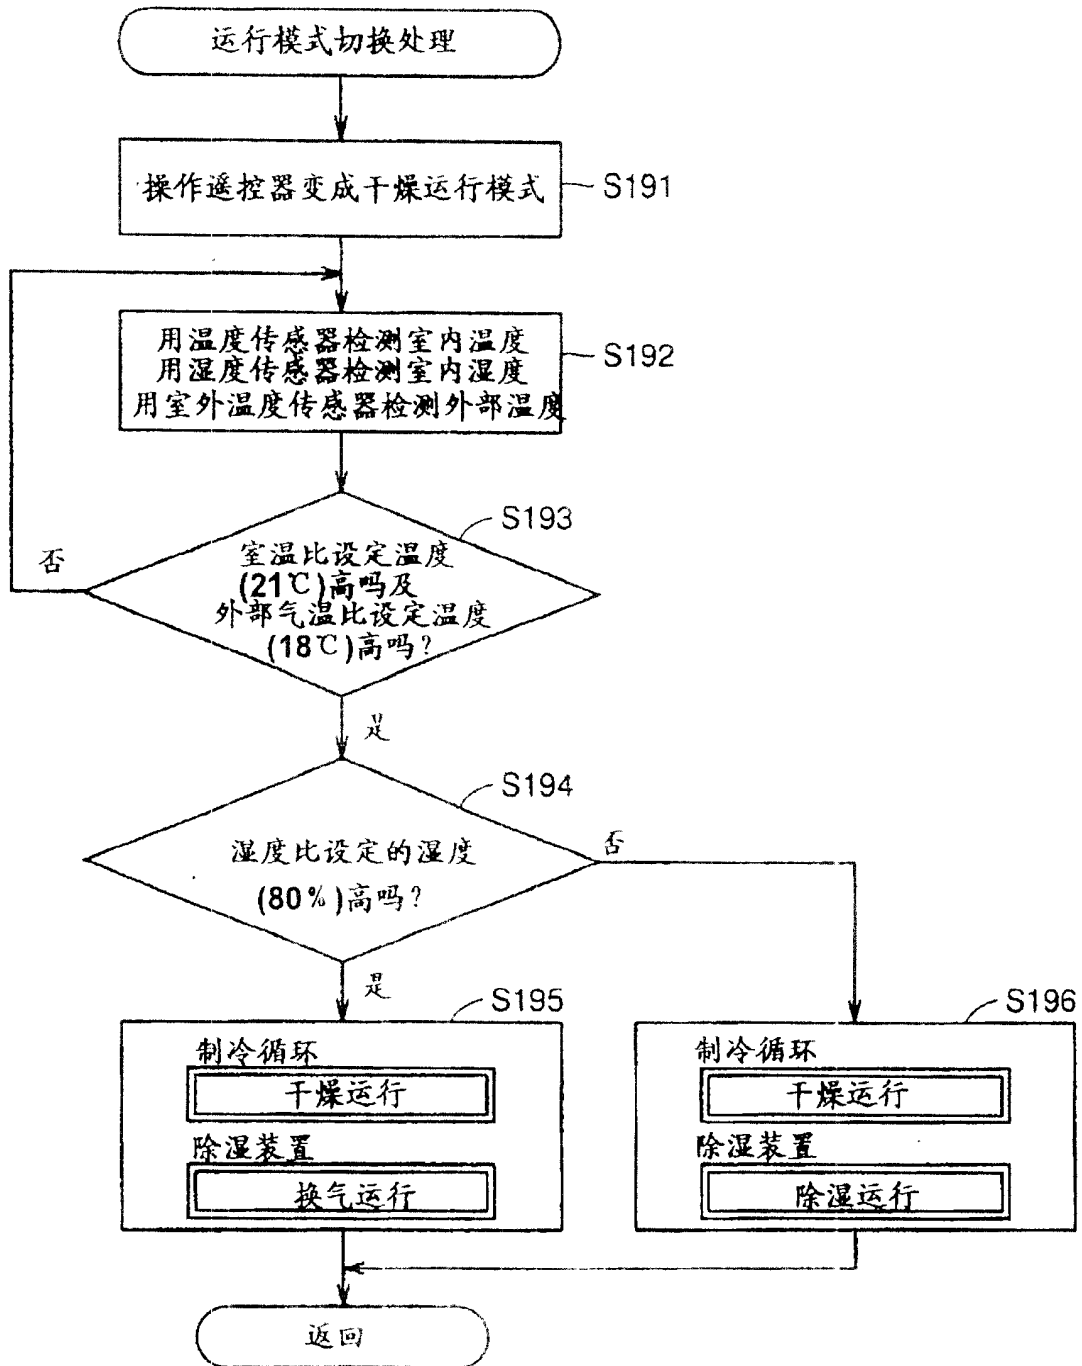 运行模式切换处理
操作遥控器变成干燥运行模式
S191
用温度传感器检测室内温度
用湿度传感器检测室内湿度
用室外温度传感器检测外部温度
S192
S193
室温比设定温度
(21℃)高吗及
外部气温比设定温度
(18℃)高吗?
否
是
S194
湿度比设定的湿度
(80%)高吗?
否
是
S195
制冷循环
干燥运行
除湿装置
换气运行
S196
制冷循环
干燥运行
除湿装置
除湿运行
返回